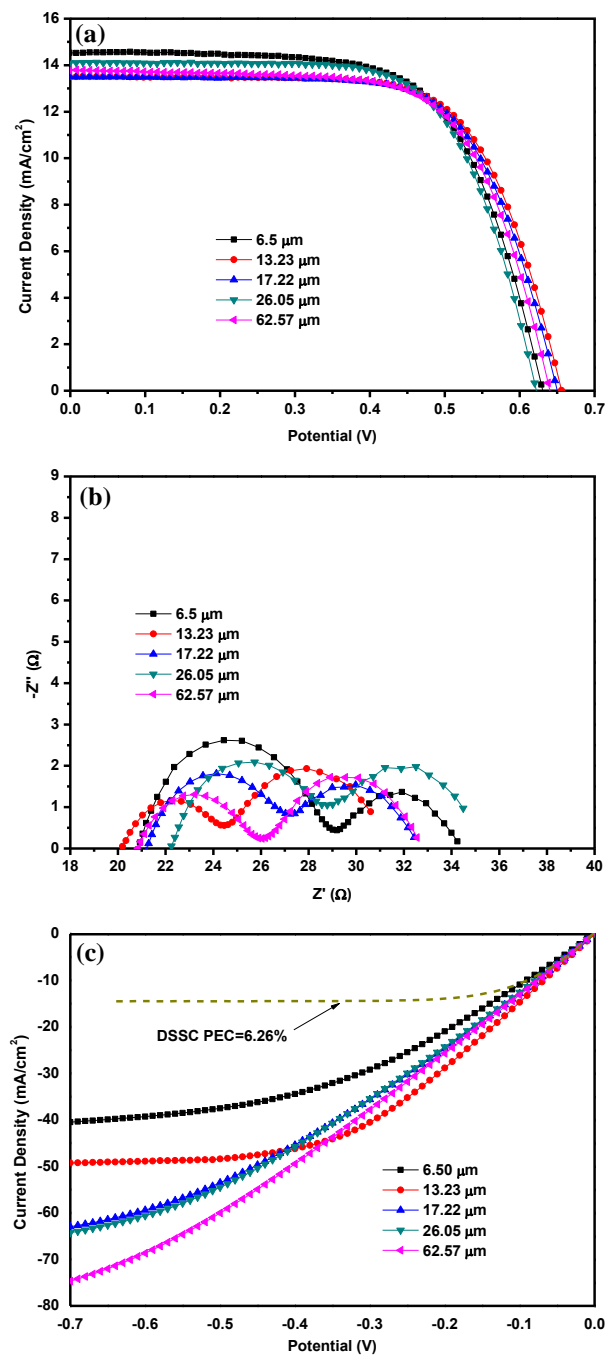 (a)
16
14
12
10
8
6
4
2
0
Current Density (mA/cm²)
6.5 μm
13.23 μm
17.22 μm
26.05 μm
62.57 μm
0.0 0.1 0.2 0.3 0.4 0.5 0.6 0.7
Potential (V)
(b)
9
8
7
6
5
4
3
2
1
0
-Z'' (Ω)
6.5 μm
13.23 μm
17.22 μm
26.05 μm
62.57 μm
18 20 22 24 26 28 30 32 34 36 38 40
Z' (Ω)
(c)
0
-10
-20
-30
-40
-50
-60
-70
-80
Current Density (mA/cm²)
DSSC PEC=6.26%
6.50 μm
13.23 μm
17.22 μm
26.05 μm
62.57 μm
-0.7 -0.6 -0.5 -0.4 -0.3 -0.2 -0.1 0.0
Potential (V)